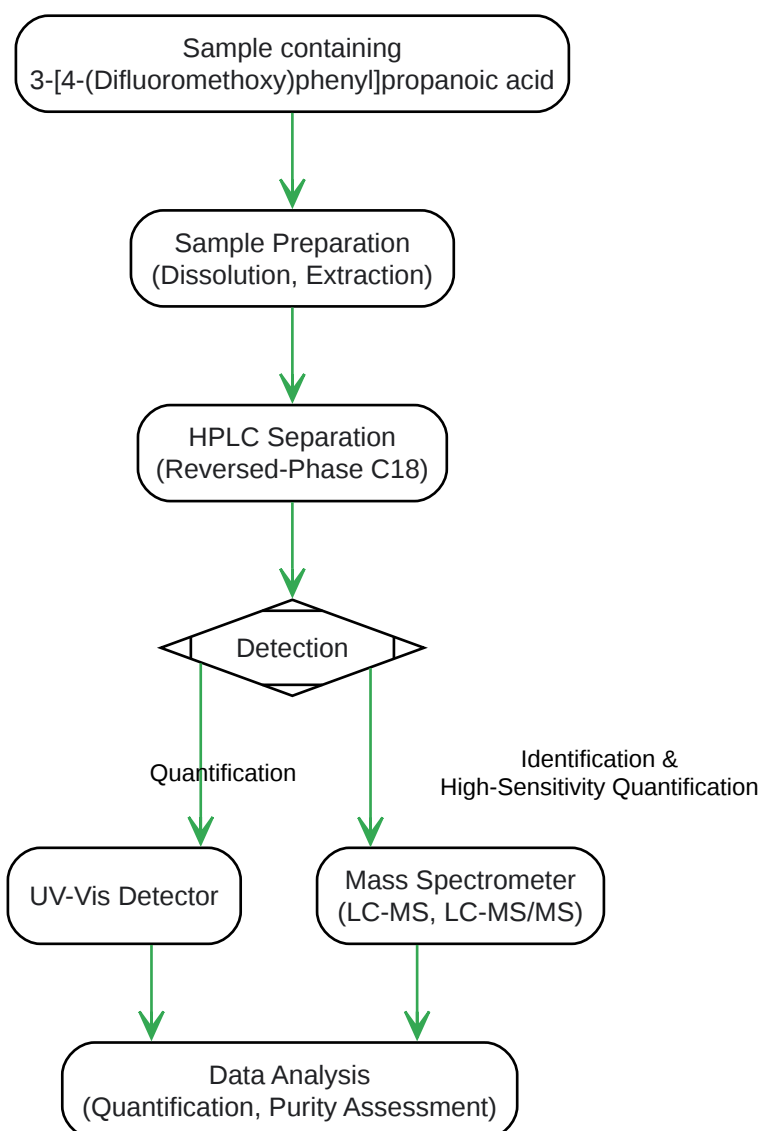 Sample containing
3-[4-(Difluoromethoxy)phenyl]propanoic acid
Sample Preparation
(Dissolution, Extraction)
HPLC Separation
(Reversed-Phase C18)
Detection
Quantification
Identification &
High-Sensitivity Quantification
UV-Vis Detector
Mass Spectrometer
(LC-MS, LC-MS/MS)
Data Analysis
(Quantification, Purity Assessment)